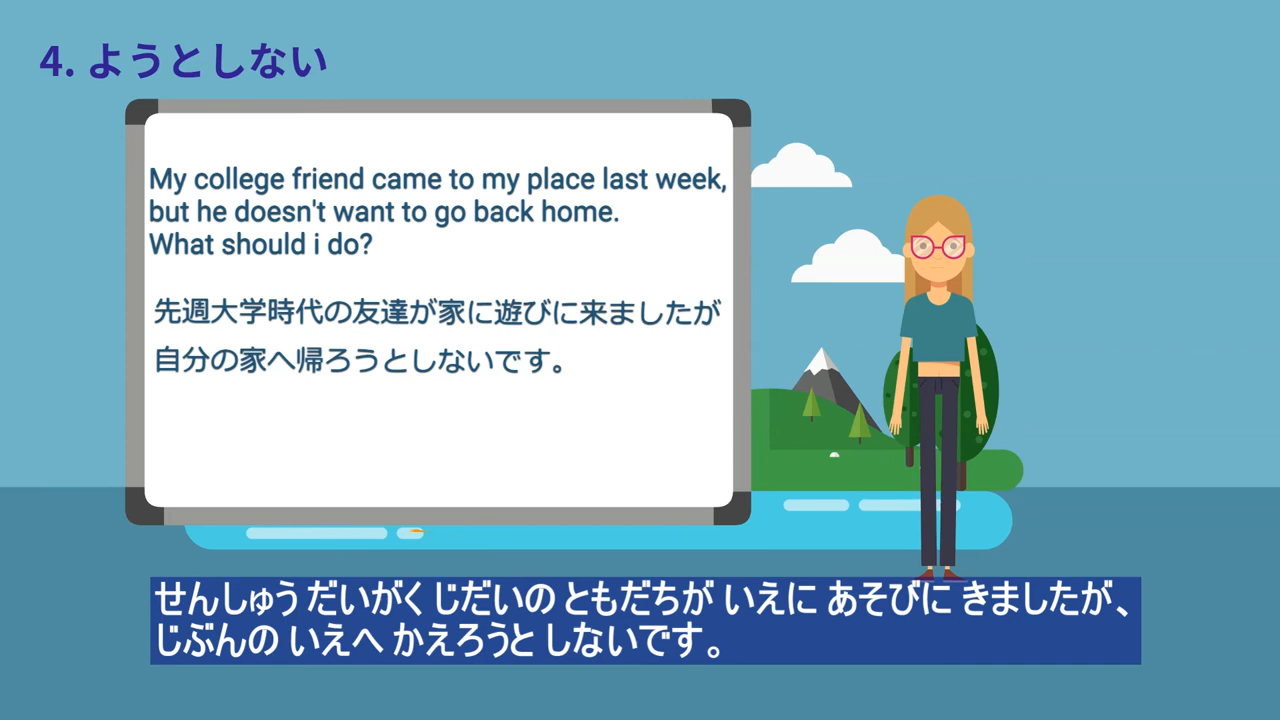 4. ようとしない
My college friend came to my place last week,
but he doesn't want to go back home.
What should i do?
先週大学時代の友達が家に遊びに来ましたが
自分の家へ帰ろうとしないです。
せんしゅう だいがく じだいの ともだちが いえに あそびに きましたが、
じぶんの いえへ かえろうと しないです。